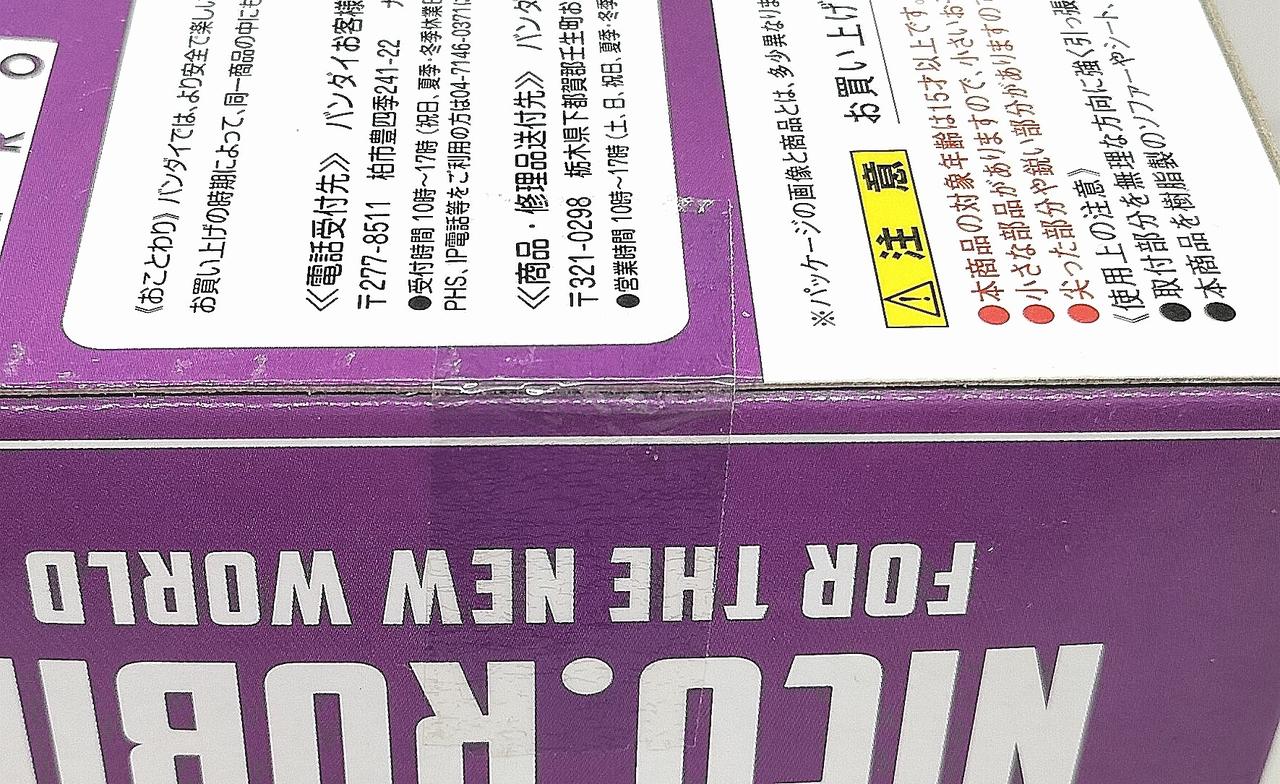 R O
《おことわり》バンダイでは、より安全で楽し
お買い上げの時期によって、同一商品の中にも
《電話受付先》 バンダイお客様
〒277-8511 柏市豊四季241-22 ナ
●受付時間 10時〜17時（祝日、夏季・冬季休業日
PHS、IP電話等をご利用の方は04-7146-0371に
《商品・修理品送付先》 バンダ
〒321-0298 栃木県下都賀郡壬生町お
●営業時間 10時〜17時（土、日、祝日、夏季・冬季
※パッケージの画像と商品とは、多少異なりま
注意 お買い上げ
●本商品の対象年齢は15才以上です。
●小さな部品がありますので、小さいお
●尖った部分や鋭い部分がありますの
《使用上の注意》
●取付部分を無理な方向に強く引っ張
●本商品を樹脂製のソファーやシート、
FOR THE NEW WORLD
NICO.ROBI